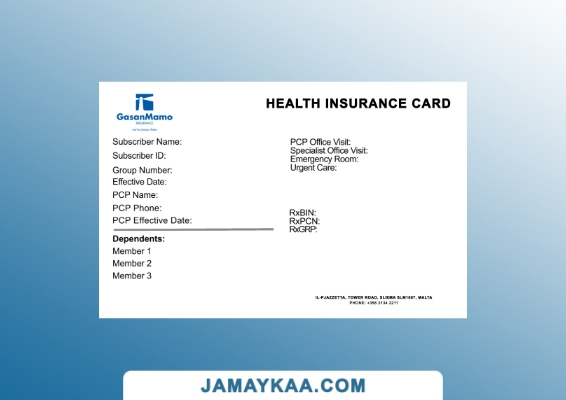 GasanMamo
INSURANCE
HEALTH INSURANCE CARD
Subscriber Name:
Subscriber ID:
Group Number:
Effective Date:
PCP Name:
PCP Phone:
PCP Effective Date:
PCP Office Visit:
Specialist Office Visit:
Emergency Room:
Urgent Care:
RxBIN:
RxPCN:
RxGRP:
Dependents:
Member 1
Member 2
Member 3
IL-PJAZZETTA, TOWER ROAD, SLIEMA SLM1607, MALTA
PHONE: +356 2134 2211
JAMAYKAA.COM